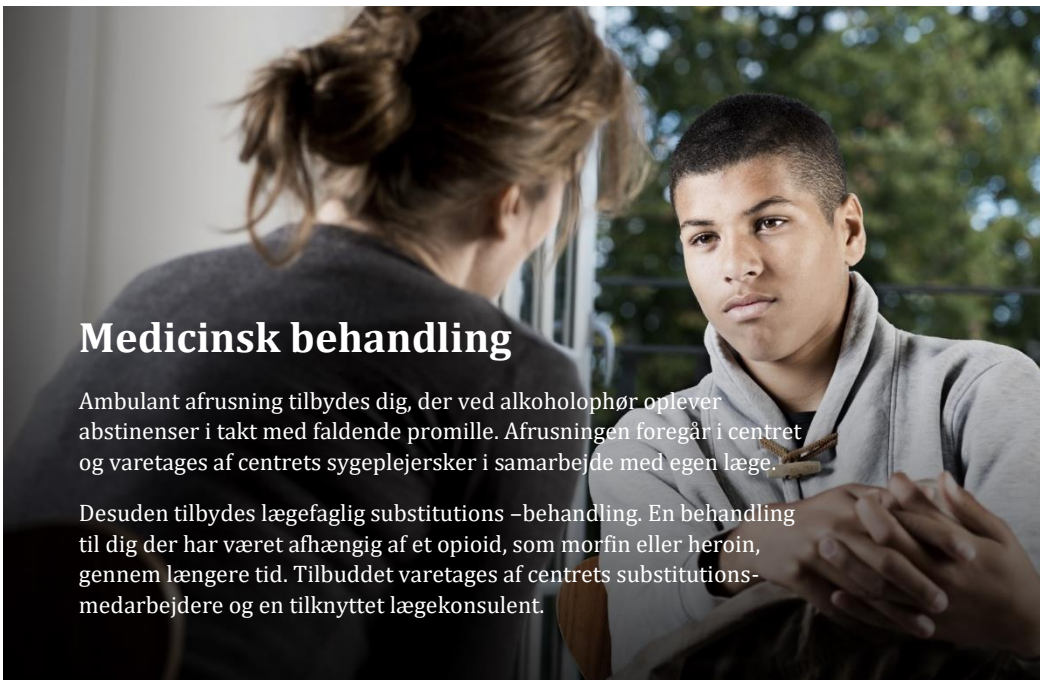 Medicinsk behandling
Ambulant afrusning tilbydes dig, der ved alkoholophør oplever
abstinenser i takt med faldende promille. Afrusningen foregår i centret
og varetages af centrets sygeplejersker i samarbejde med egen læge.
Desuden tilbydes lægefaglig substitutions –behandling. En behandling
til dig der har været afhængig af et opioid, som morfin eller heroin,
gennem længere tid. Tilbuddet varetages af centrets substitutions-
medarbejdere og en tilknyttet lægekonsulent.